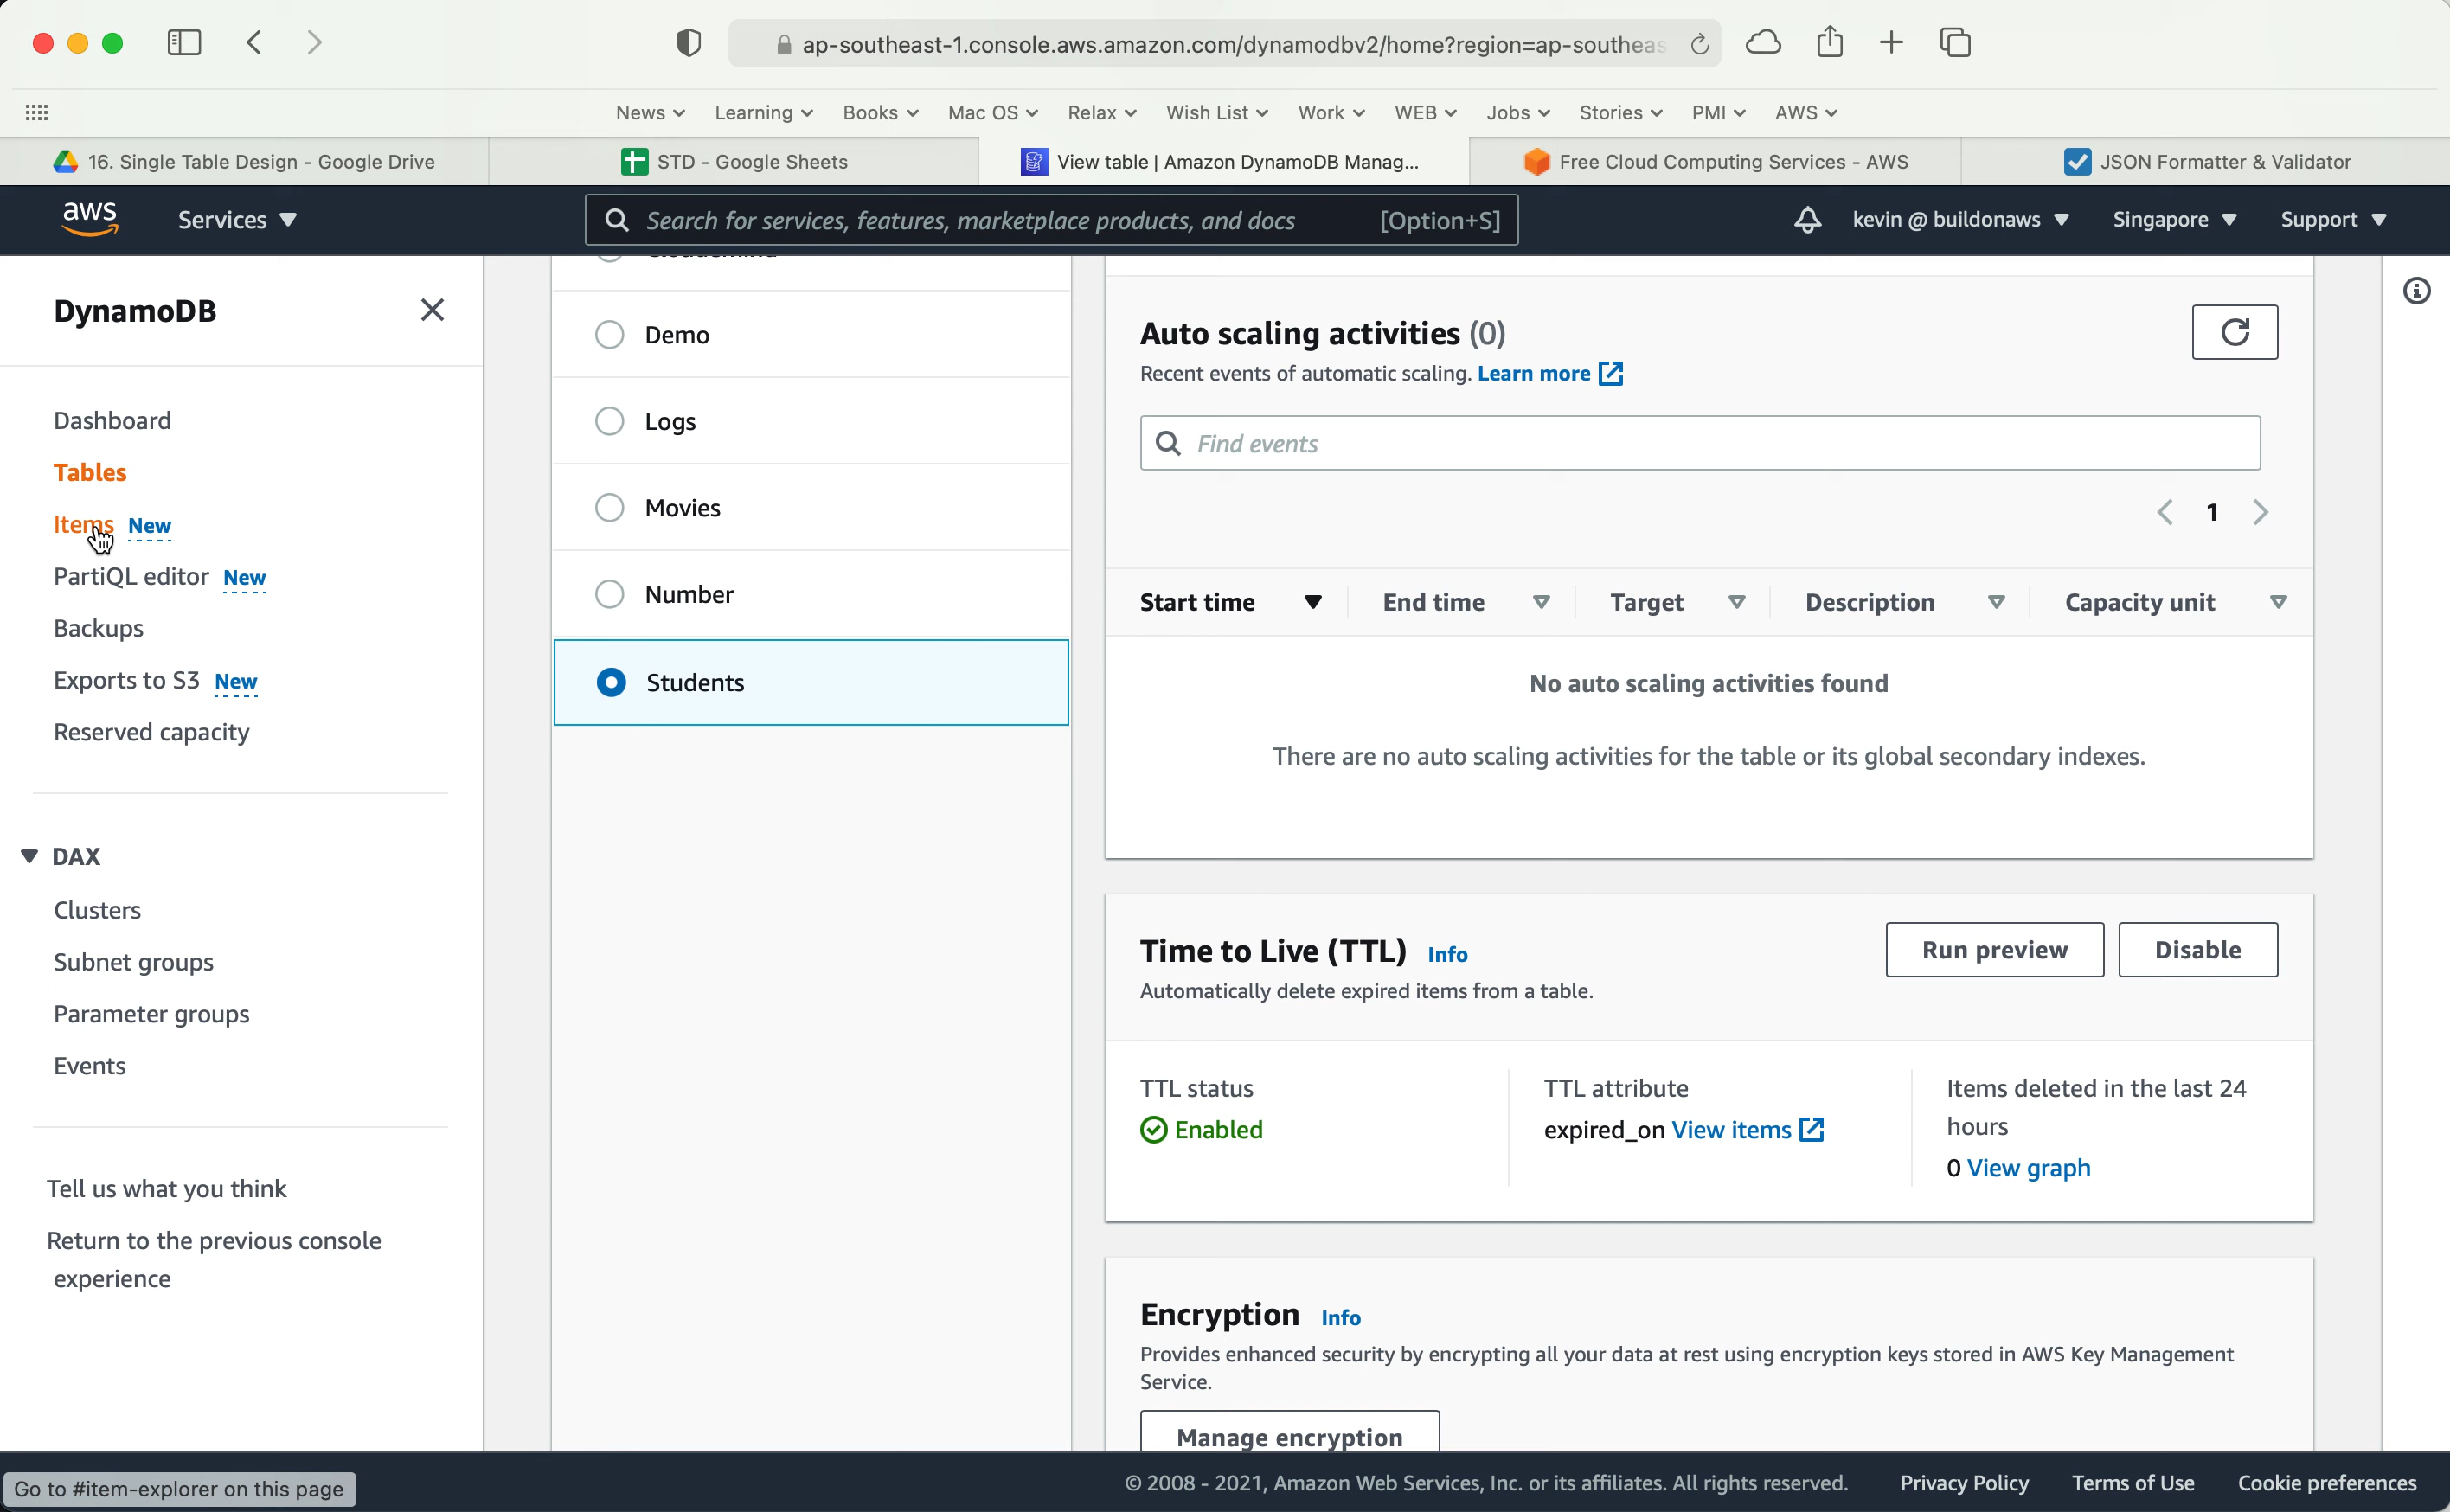 ap-southeast-1.console.aws.amazon.com/dynamodbv2/home?region=ap-southeas
News Learning Books Mac OS Relax Wish List Work WEB Jobs Stories PMI AWS
16. Single Table Design - Google Drive
STD - Google Sheets
View table | Amazon DynamoDB Manag...
Free Cloud Computing Services - AWS
JSON Formatter & Validator
aws
Services
Search for services, features, marketplace products, and docs [Option+S]
kevin @ buildonaws
Singapore
Support
DynamoDB
Dashboard
Tables
Items New
PartiQL editor New
Backups
Exports to S3 New
Reserved capacity
DAX
Clusters
Subnet groups
Parameter groups
Events
Tell us what you think
Return to the previous console
experience
Demo
Logs
Movies
Number
Students
Auto scaling activities (0)
Recent events of automatic scaling. Learn more
Find events
1
Start time End time Target Description Capacity unit
No auto scaling activities found
There are no auto scaling activities for the table or its global secondary indexes.
Time to Live (TTL) Info
Run preview
Disable
Automatically delete expired items from a table.
TTL status
Enabled
TTL attribute
expired_on View items
Items deleted in the last 24
hours
0 View graph
Encryption Info
Provides enhanced security by encrypting all your data at rest using encryption keys stored in AWS Key Management
Service.
Manage encryption
Go to #item-explorer on this page
© 2008 - 2021, Amazon Web Services, Inc. or its affiliates. All rights reserved.
Privacy Policy
Terms of Use
Cookie preferences